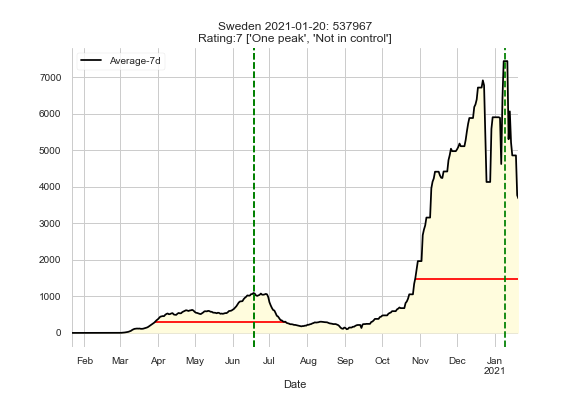 Sweden 2021-01-20: 537967
Rating:7 ['One peak', 'Not in control']
Average-7d
7000
6000
5000
4000
3000
2000
1000
0
Feb Mar Apr May Jun Jul Aug Sep Oct Nov Dec Jan
2021
Date